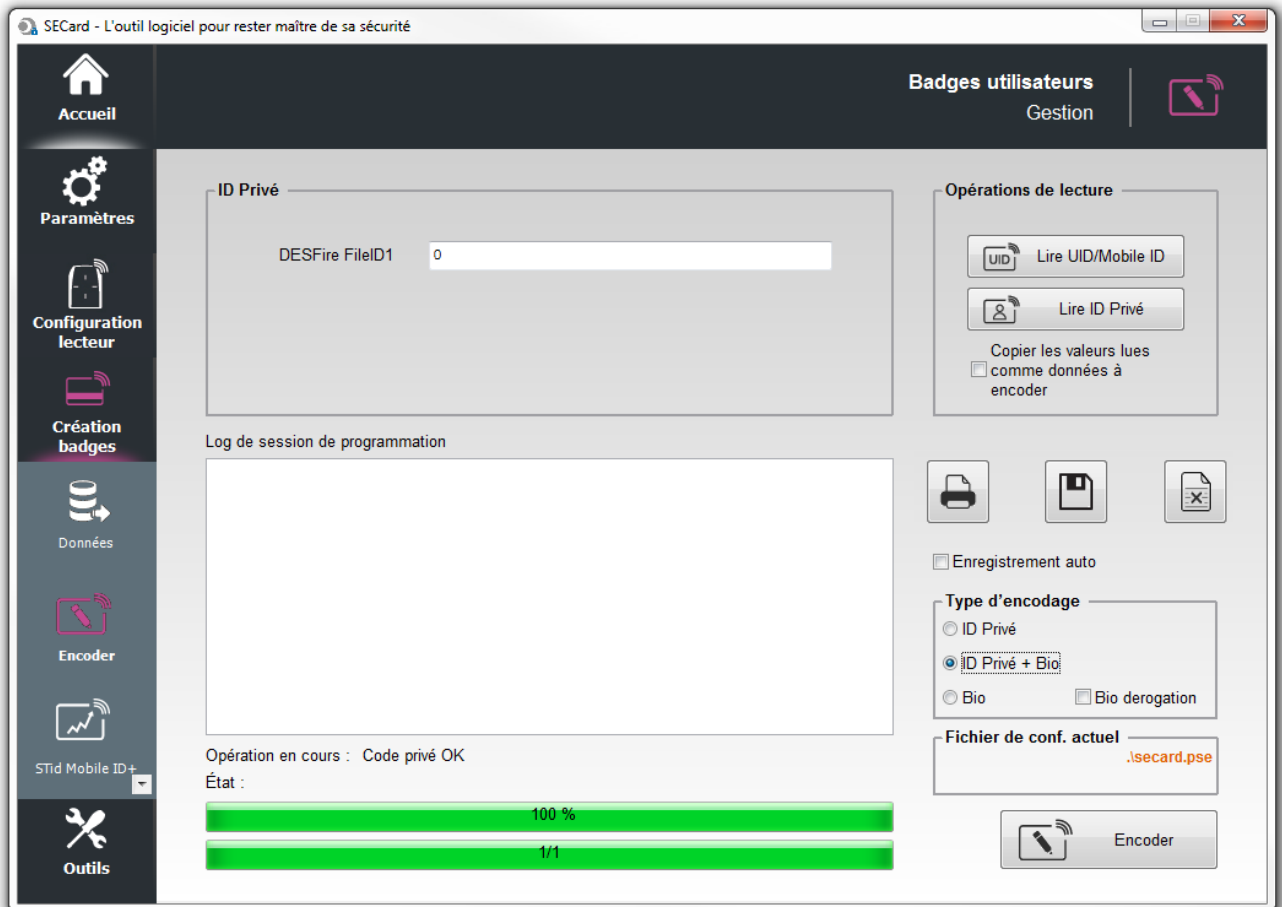 SECard - L'outil logiciel pour rester maître de sa sécurité
Accueil
Badges utilisateurs
Gestion
Paramètres
Configuration
lecteur
Création
badges
Données
Encoder
STid Mobile ID+
Outils
ID Privé
DESFire FileID1
0
Log de session de programmation
Opération en cours : Code privé OK
État :
100 %
1/1
Opérations de lecture
UID
Lire UID/Mobile ID
Lire ID Privé
Copier les valeurs lues
comme données à
encoder
Enregistrement auto
Type d'encodage
ID Privé
ID Privé + Bio
Bio
Bio derogation
Fichier de conf. actuel
.\secard.pse
Encoder